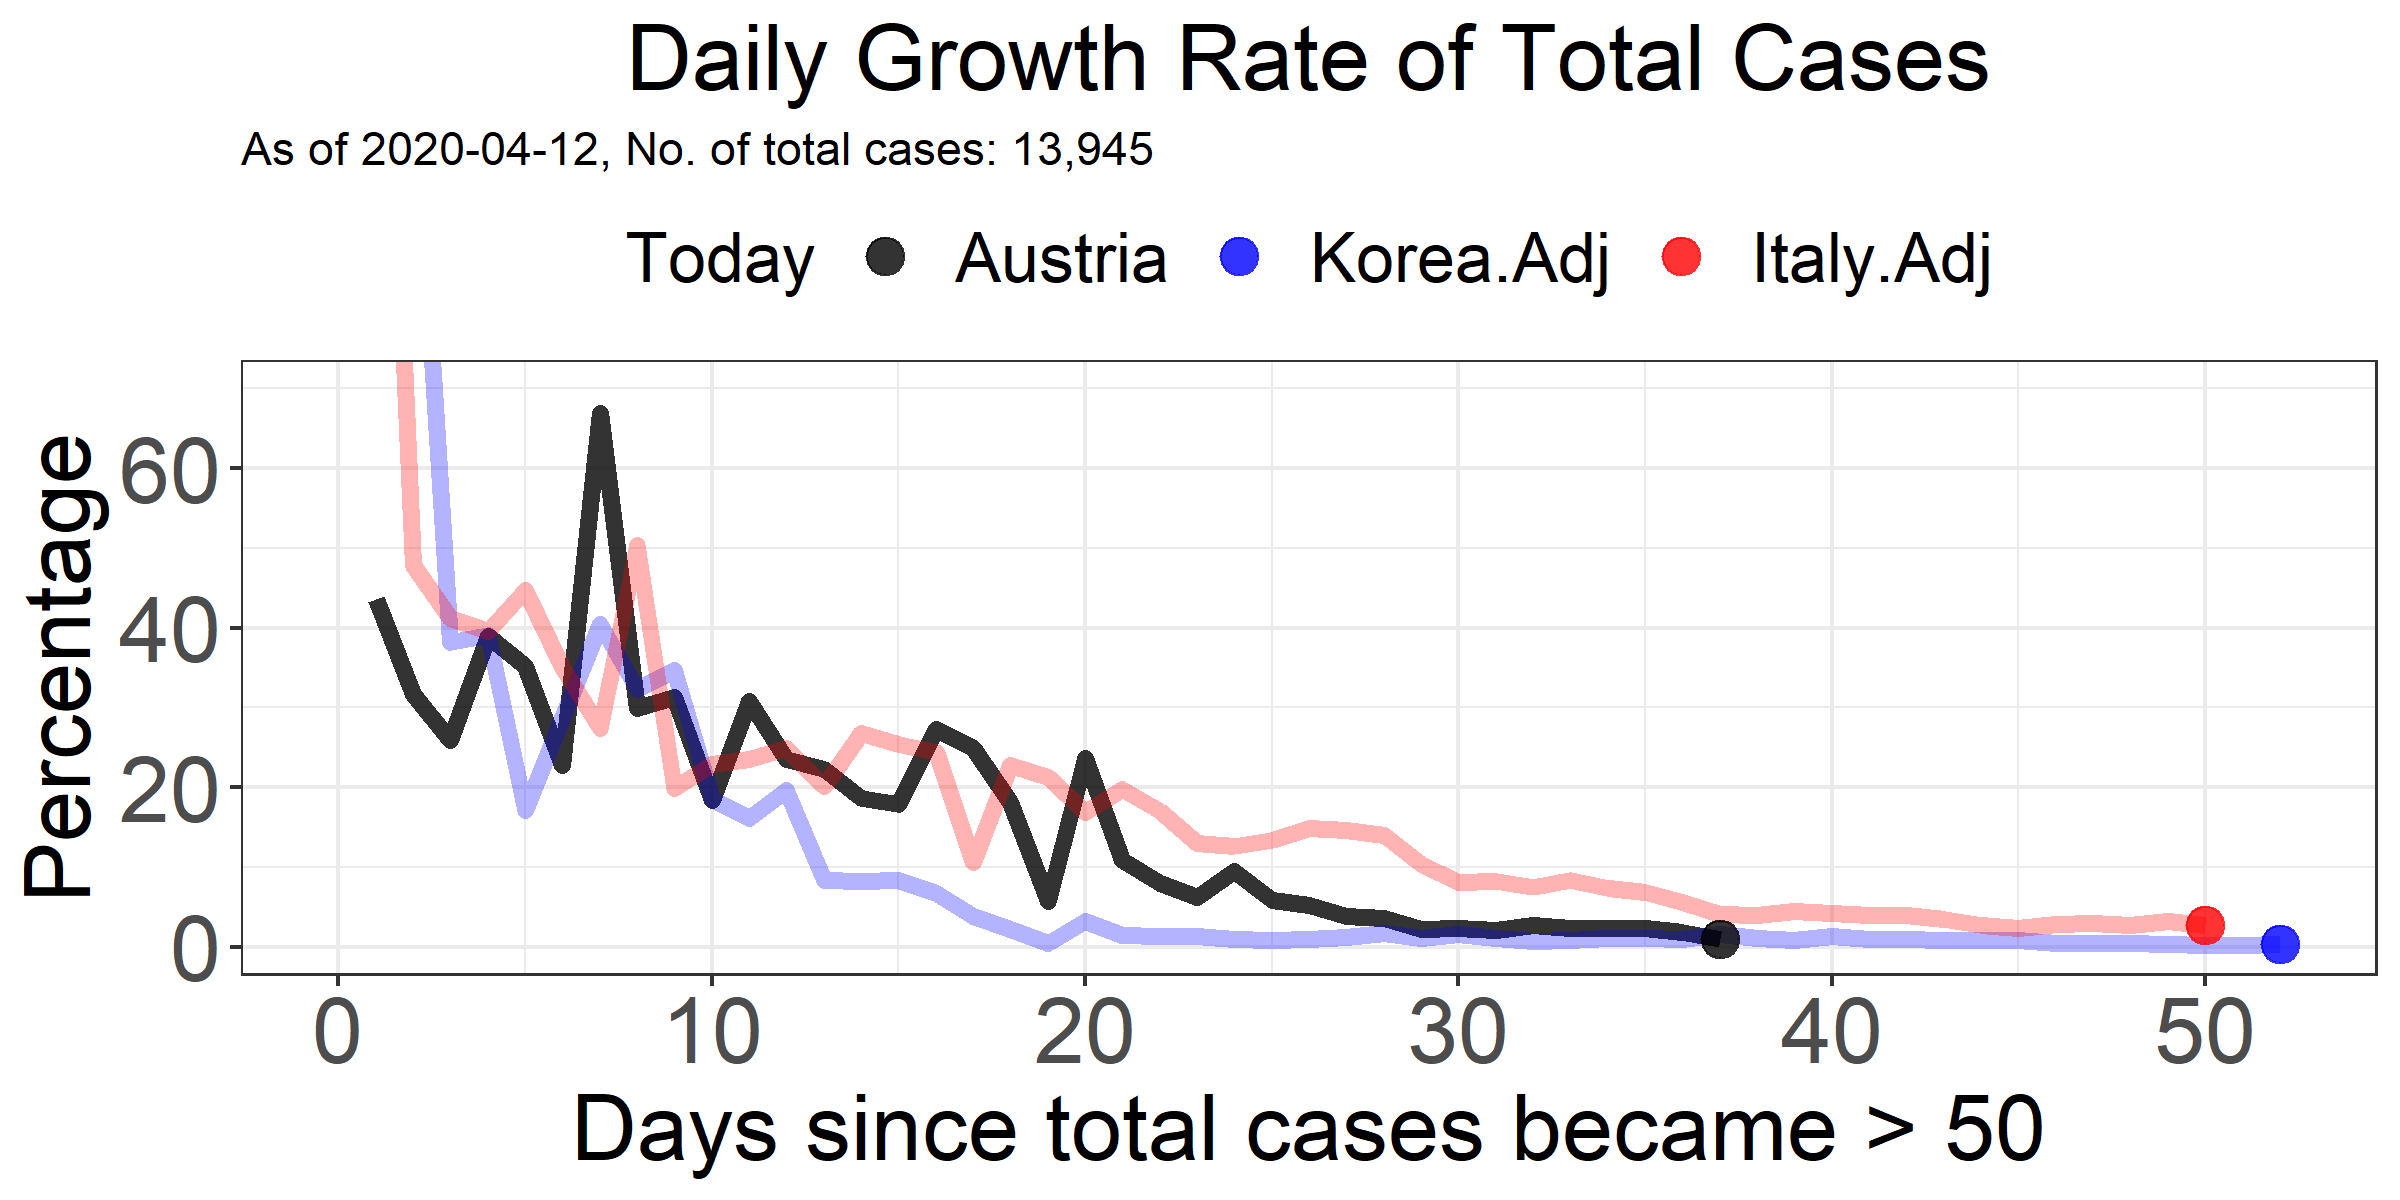 Daily Growth Rate of Total Cases
As of 2020-04-12, No. of total cases: 13,945
Today Austria Korea.Adj Italy.Adj
Percentage
60
40
20
0
0 10 20 30 40 50
Days since total cases became > 50